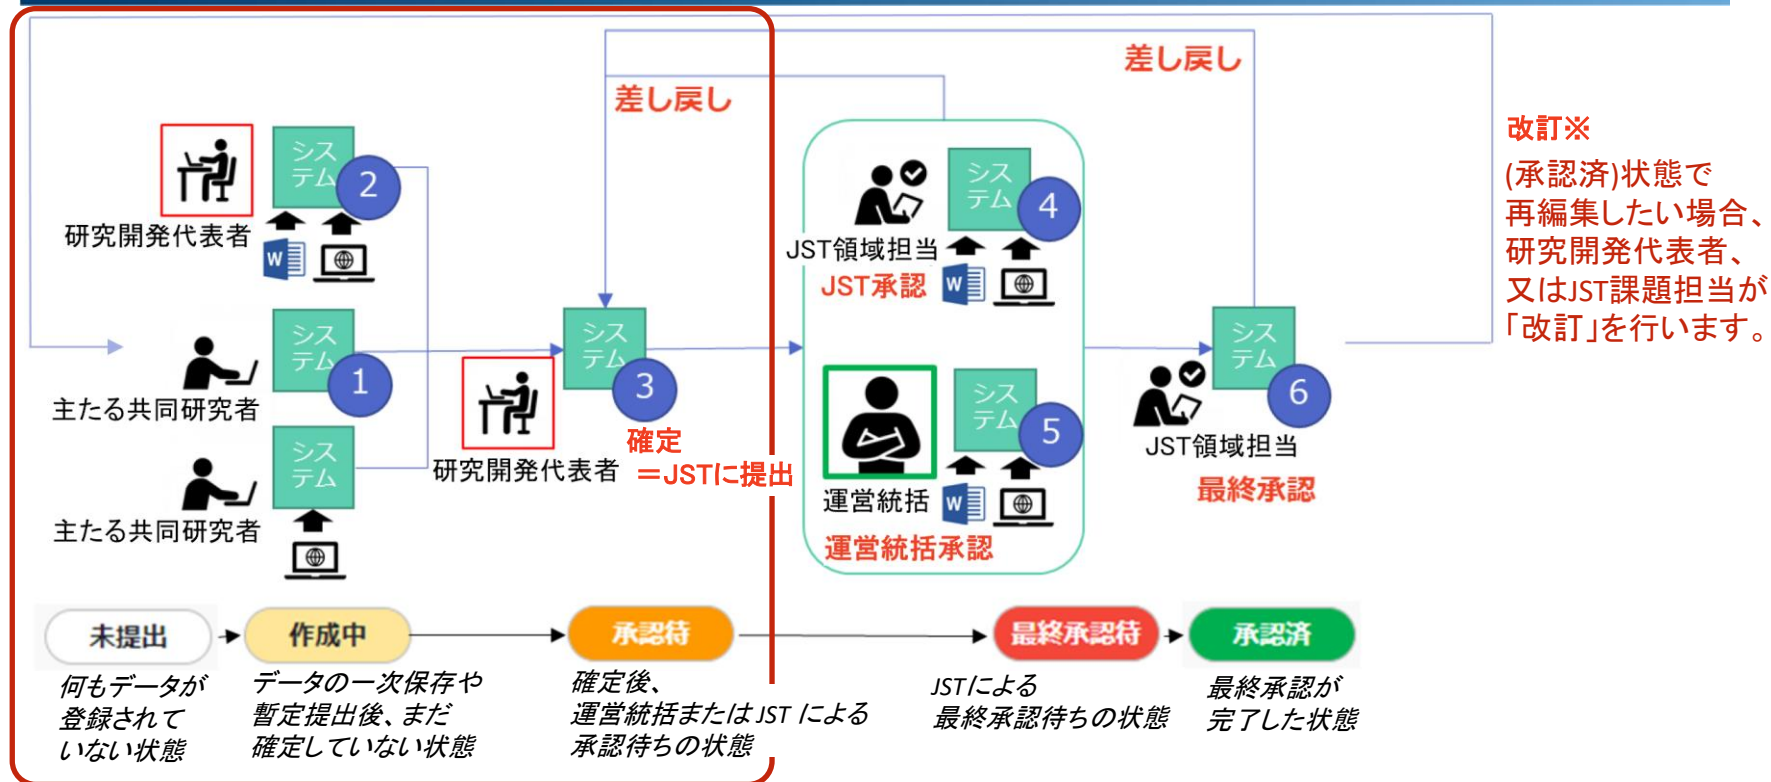 差し戻し
差し戻し
改訂※
(承認済)状態で
再編集したい場合、
研究開発代表者、
又はJST課題担当が
「改訂」を行います。
シス
テム
2
研究開発代表者
W
シス
テム
1
主たる共同研究者
シス
テム
主たる共同研究者
シス
テム
3
研究開発代表者
確定
＝JSTに提出
シス
テム
4
JST領域担当
JST承認
W
シス
テム
5
運営統括
W
運営統括承認
シス
テム
6
JST領域担当
最終承認
未提出
作成中
承認待
最終承認待
承認済
何もデータが
登録されて
いない状態
データの一次保存や
暫定提出後、まだ
確定していない状態
確定後、
運営統括または JST による
承認待ちの状態
JSTによる
最終承認待ちの状態
最終承認が
完了した状態